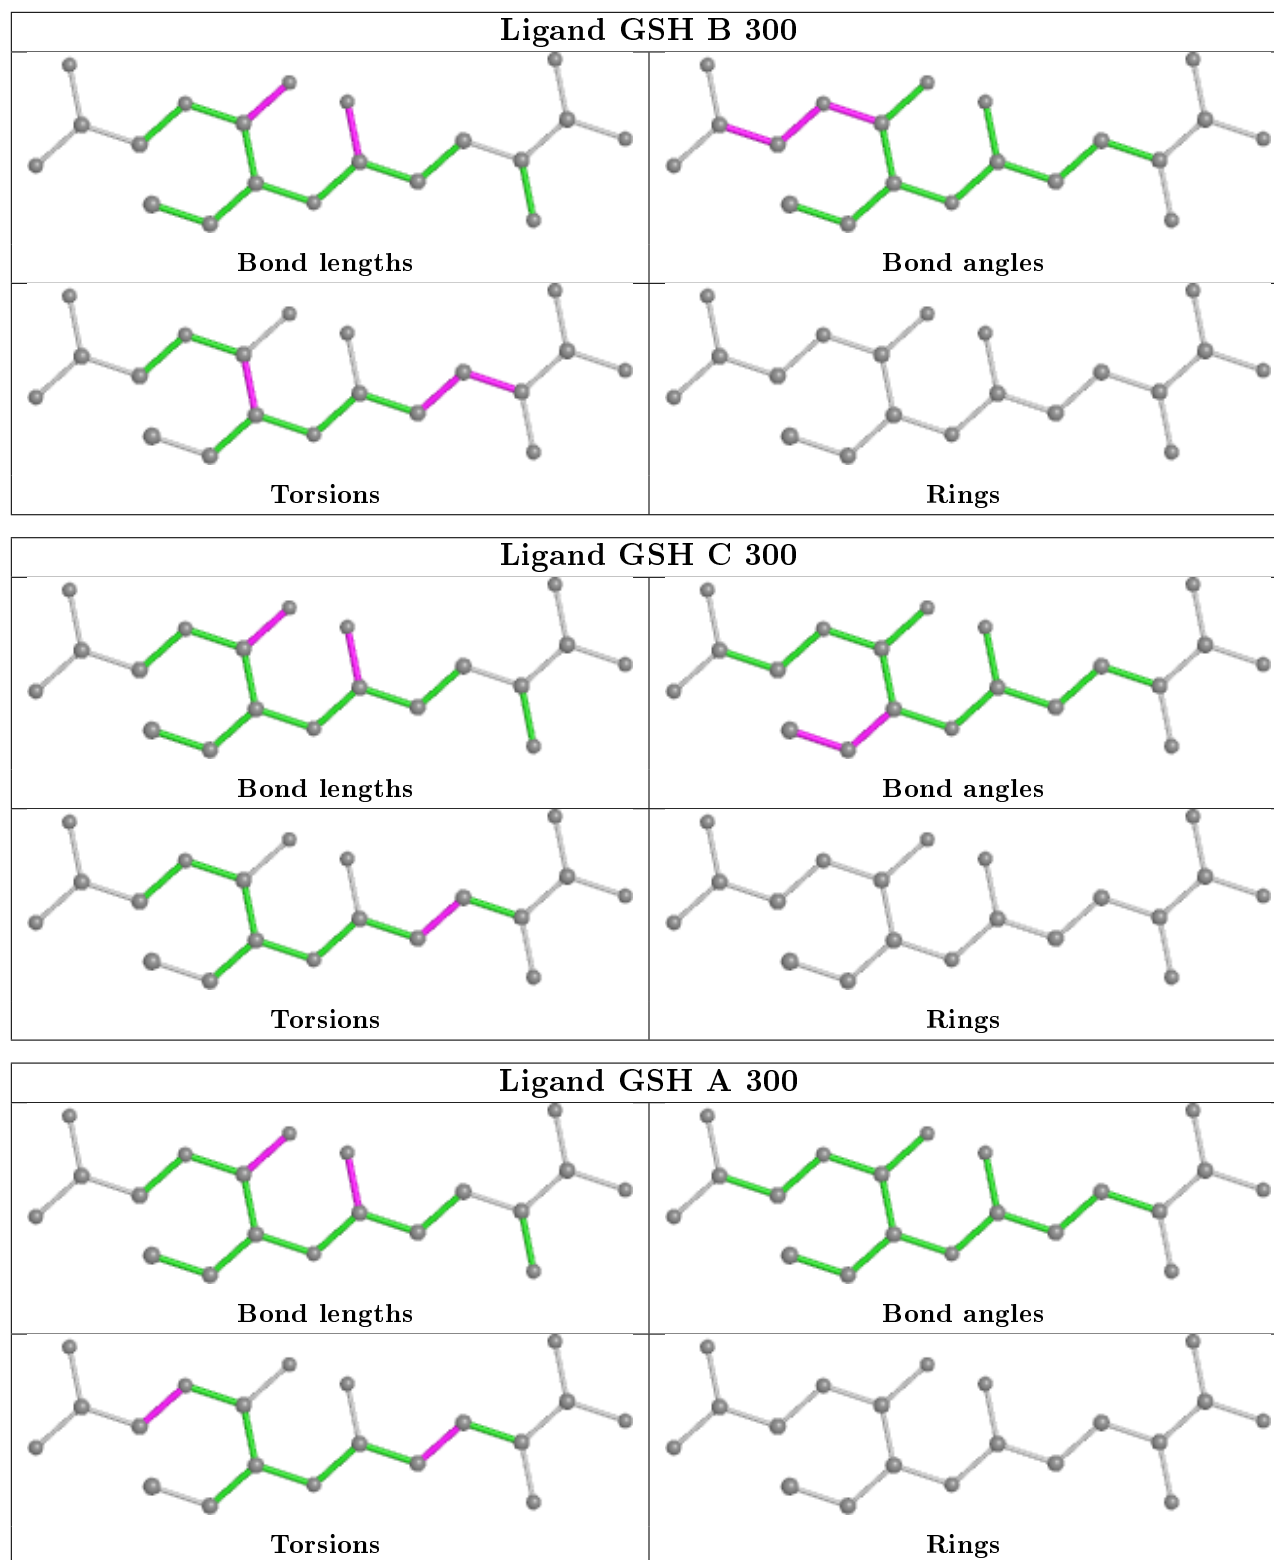 Ligand GSH B 300
Bond lengths
Bond angles
Torsions
Rings
Ligand GSH C 300
Bond lengths
Bond angles
Torsions
Rings
Ligand GSH A 300
Bond lengths
Bond angles
Torsions
Rings